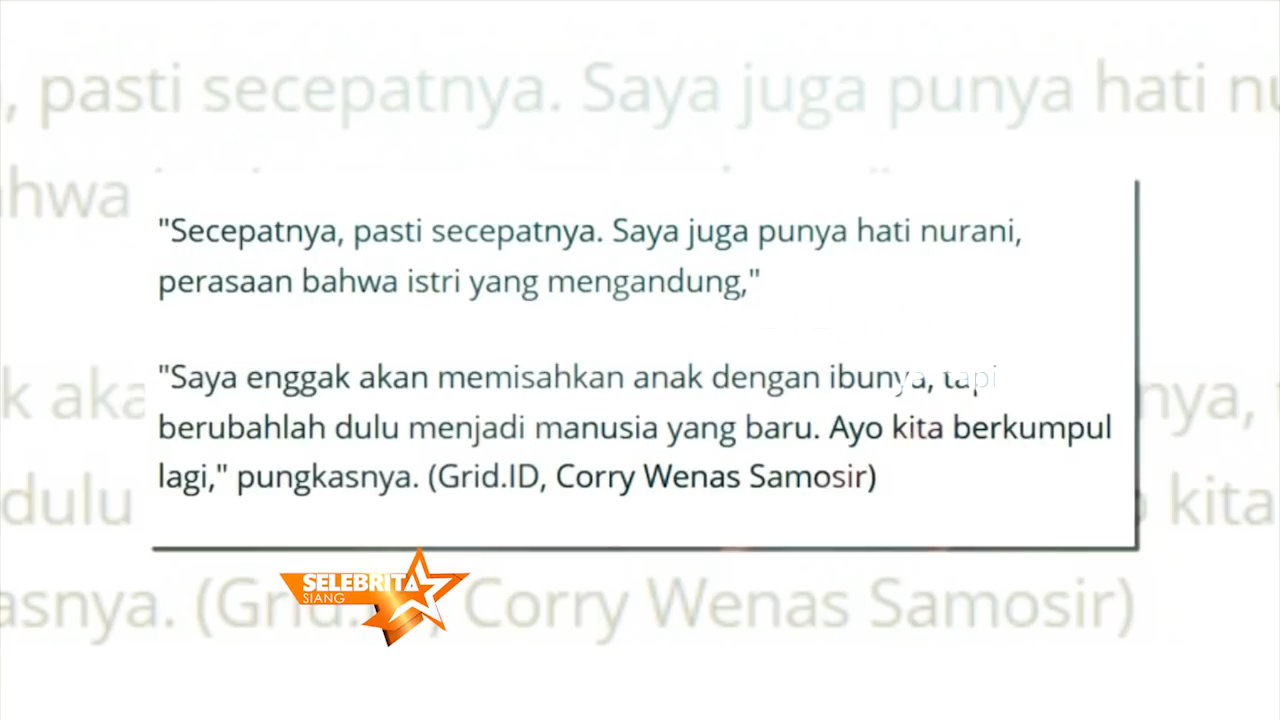 , pasti secepatnya. Saya juga punya hati nu
ahwa
"Secepatnya, pasti secepatnya. Saya juga punya hati nurani,
perasaan bahwa istri yang mengandung,"
"Saya enggak akan memisahkan anak dengan ibunya, tapi
berubahlah dulu menjadi manusia yang baru. Ayo kita berkumpul
lagi," pungkasnya. (Grid.ID, Corry Wenas Samosir)
k aka
nya,
dulu
kita
SELEBRITA
SIANG
asnya. (Grid. , Corry Wenas Samosir)